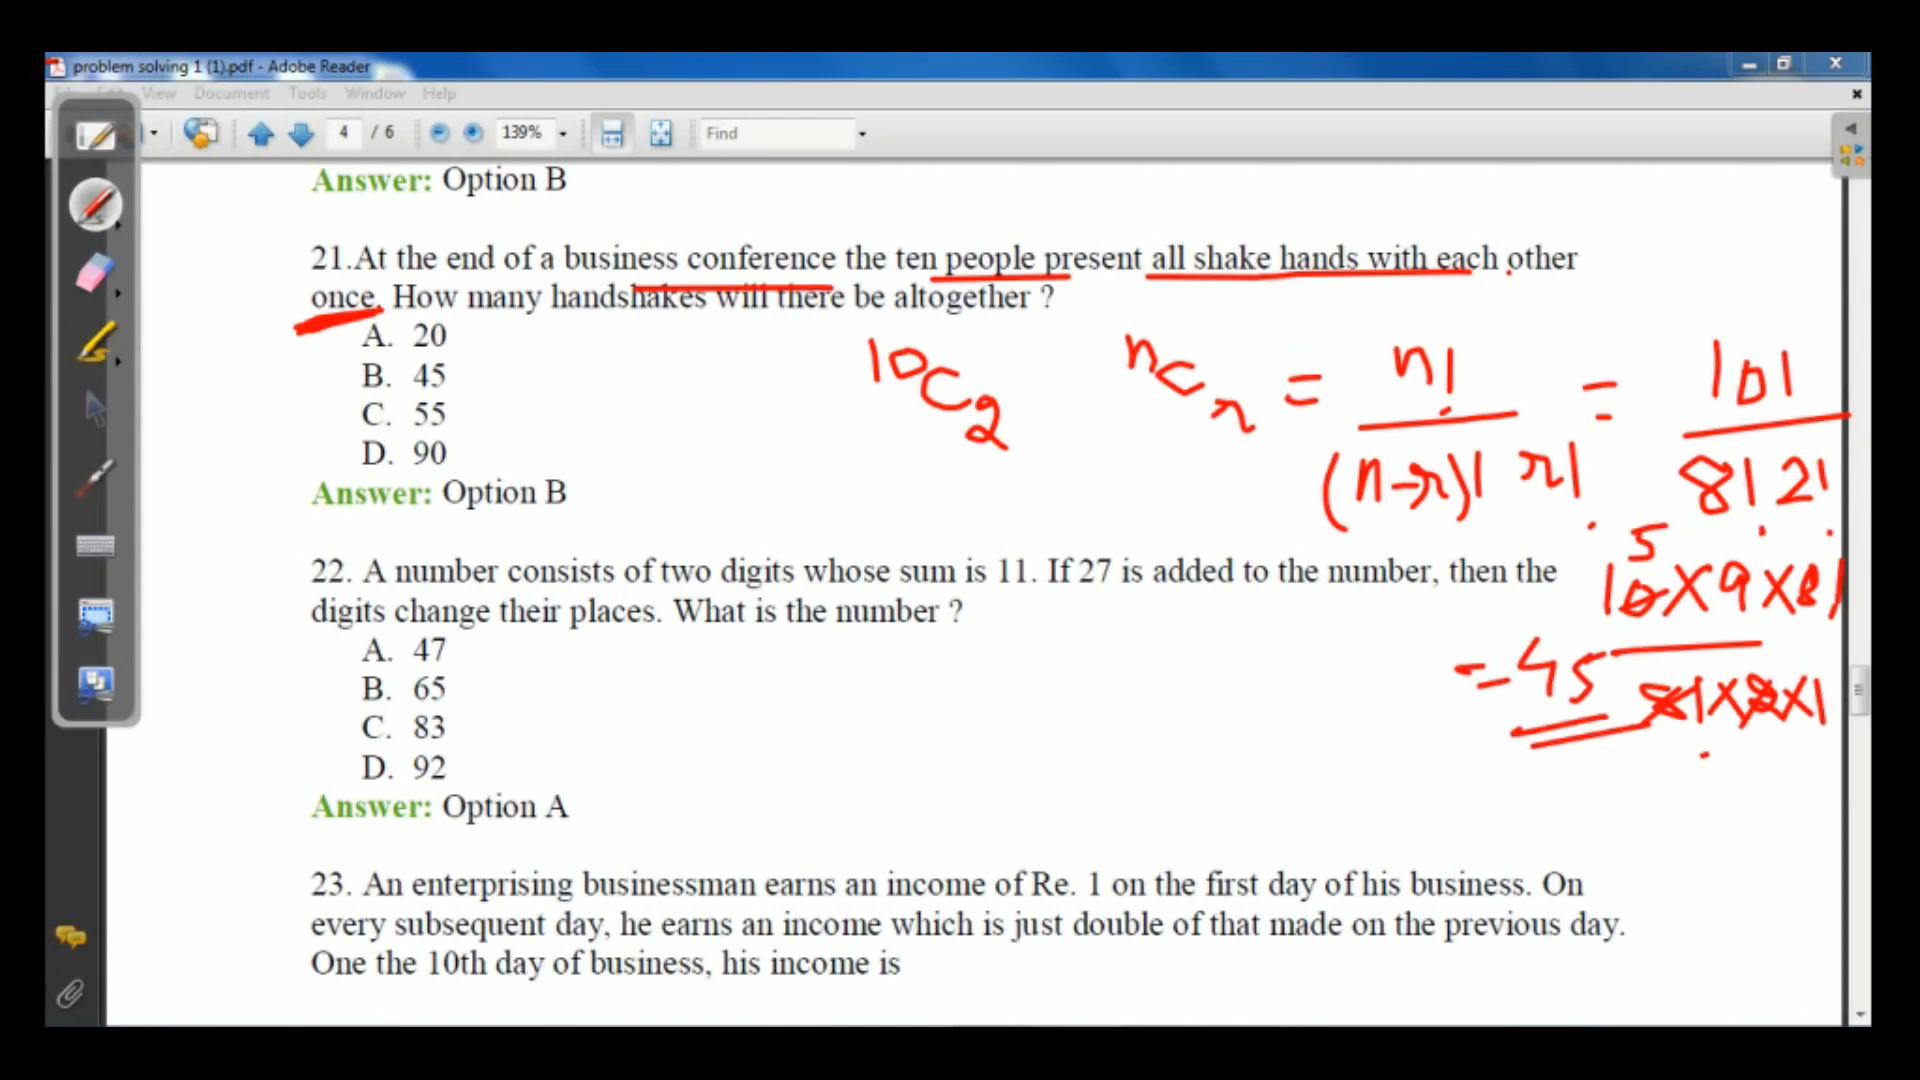 problem solving 1 (1).pdf - Adobe Reader
View Document Tools Window Help
4 / 6 139% Find
Answer: Option B
21.At the end of a business conference the ten people present all shake hands with each other
once. How many handshakes will there be altogether ?
A. 20
B. 45
C. 55
D. 90
Answer: Option B
10C2 nCr = n! / (n-r)! r! = 10! / 8! 2!
5
10×9×8!
= 45 8!×2×1
22. A number consists of two digits whose sum is 11. If 27 is added to the number, then the
digits change their places. What is the number ?
A. 47
B. 65
C. 83
D. 92
Answer: Option A
23. An enterprising businessman earns an income of Re. 1 on the first day of his business. On
every subsequent day, he earns an income which is just double of that made on the previous day.
One the 10th day of business, his income is